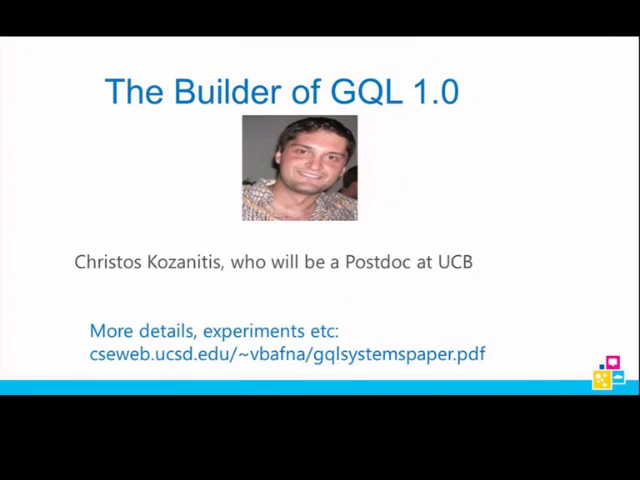 The Builder of GQL 1.0
Christos Kozanitis, who will be a Postdoc at UCB
More details, experiments etc:
cseweb.ucsd.edu/~vbafna/gqlsystemspaper.pdf